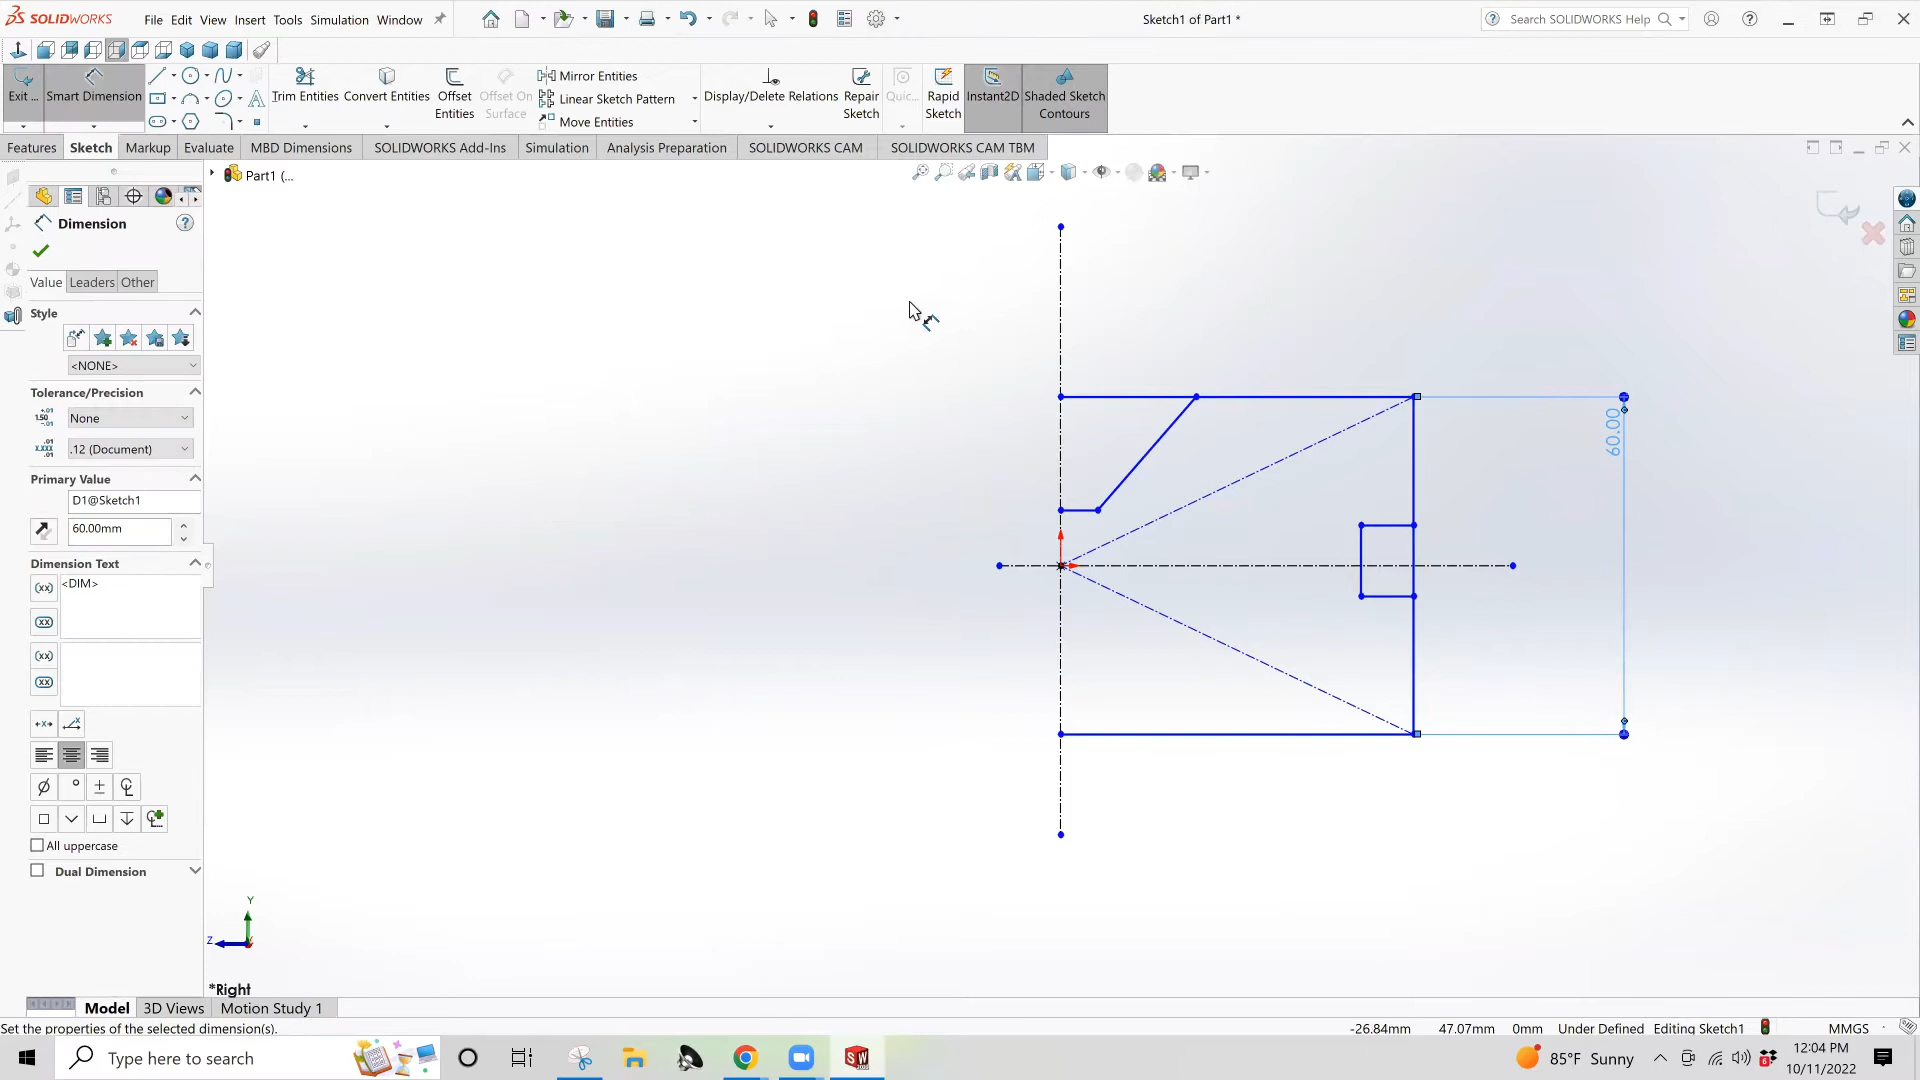 SOLIDWORKS File Edit View Insert Tools Simulation Window Sketch1 of Part1 * Search SOLIDWORKS Help
Exit ... Smart Dimension Trim Entities Convert Entities Offset Entities Offset On Surface Mirror Entities Linear Sketch Pattern Move Entities Display/Delete Relations Repair Sketch Quic... Rapid Sketch Instant2D Shaded Sketch Contours
Features Sketch Markup Evaluate MBD Dimensions SOLIDWORKS Add-Ins Simulation Analysis Preparation SOLIDWORKS CAM SOLIDWORKS CAM TBM
Part1 (...
Dimension
Value Leaders Other
Style
<NONE>
Tolerance/Precision
None
.12 (Document)
Primary Value
D1@Sketch1
60.00mm
Dimension Text
<DIM>
(xx)
(xx)
(xx)
(xx)
All uppercase
Dual Dimension
60.00
Y
Z
*Right
Model 3D Views Motion Study 1
Set the properties of the selected dimension(s). -26.84mm 47.07mm 0mm Under Defined Editing Sketch1 MMGS
Type here to search 85°F Sunny 12:04 PM
10/11/2022